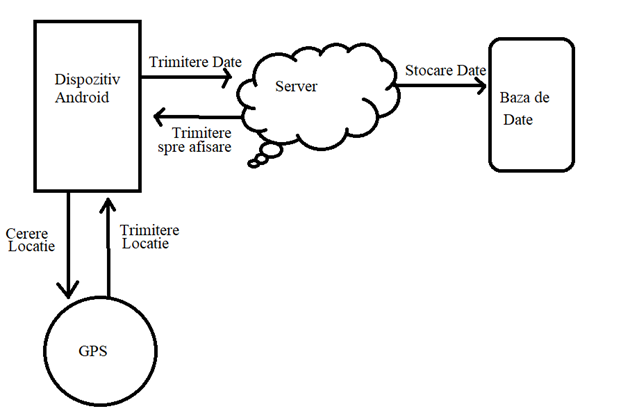 Dispozitiv
Android
Trimitere Date
Server
Stocare Date
Baza de
Date
Trimitere
spre afisare
Cerere
Locatie
Trimitere
Locatie
GPS